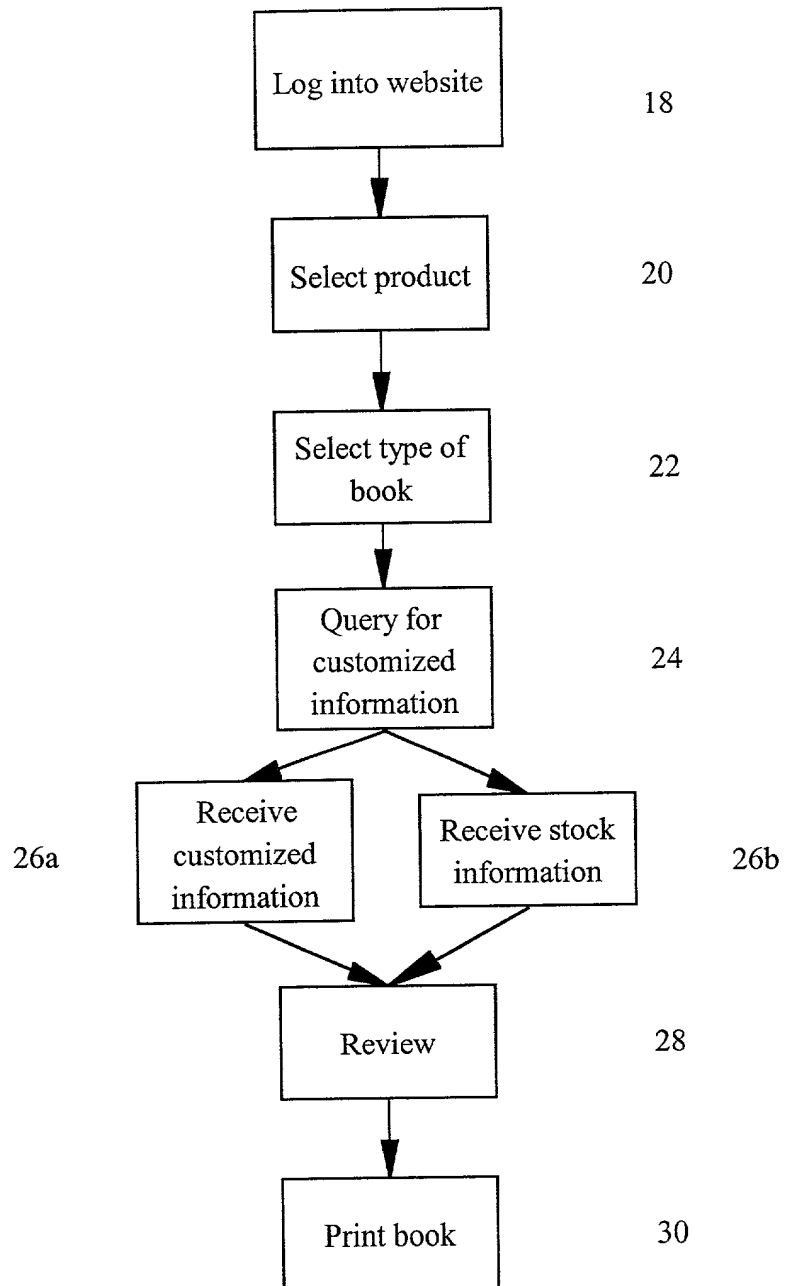 Log into website
18
Select product
20
Select type of
book
22
Query for
customized
information
24
26a
Receive
customized
information
Receive stock
information
26b
Review
28
Print book
30